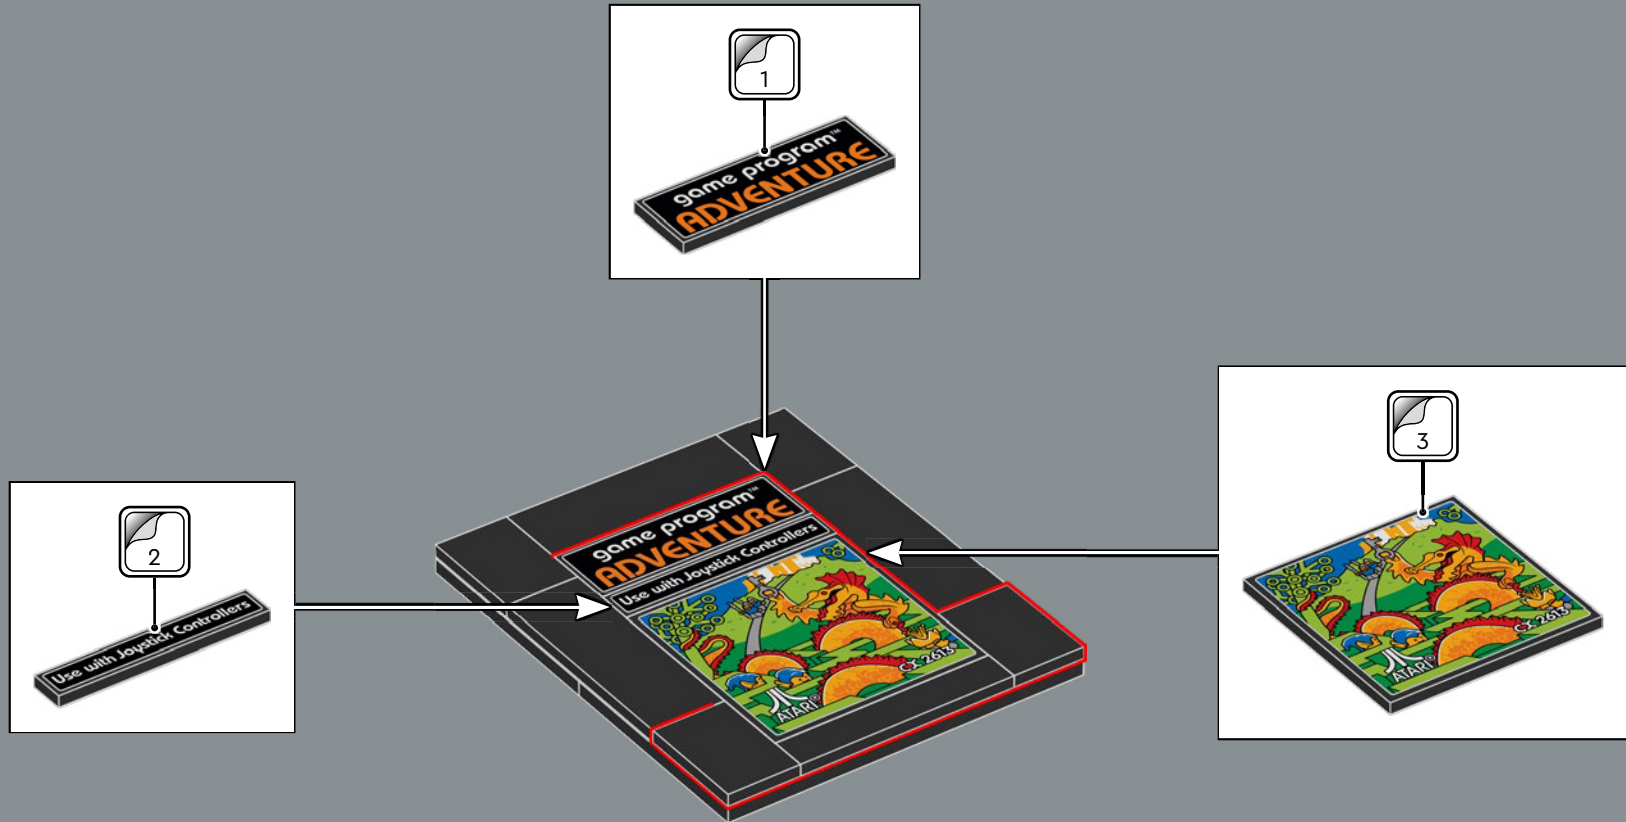 1
game program™
ADVENTURE
2
Use with Joystick Controllers
3
CX 2613®
ATARI®
game program™
ADVENTURE
Use with Joystick Controllers
CX 2613®
ATARI®